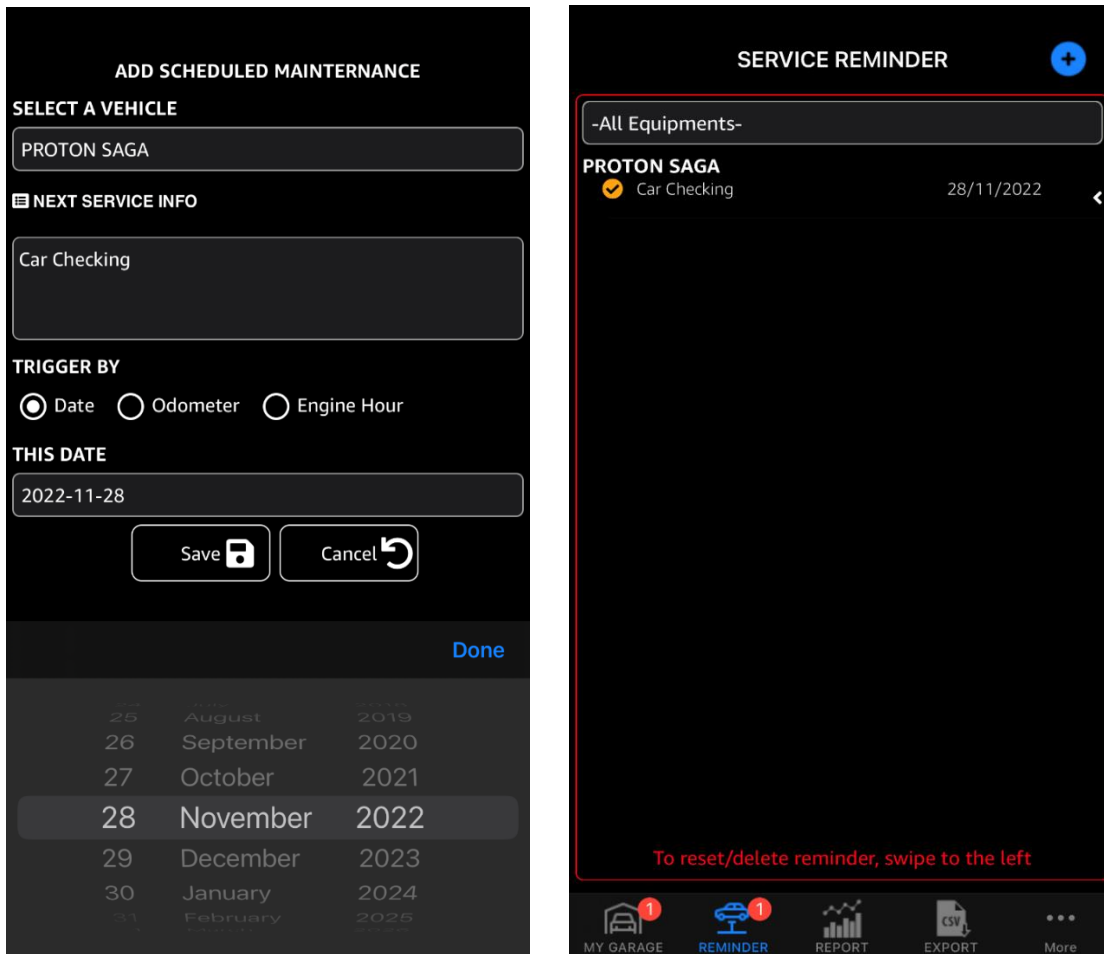 ADD SCHEDULED MAINTERNANCE
SELECT A VEHICLE
PROTON SAGA
NEXT SERVICE INFO
Car Checking
TRIGGER BY
Date Odometer Engine Hour
THIS DATE
2022-11-28
Save Cancel
Done
25 August 2019
26 September 2020
27 October 2021
28 November 2022
29 December 2023
30 January 2024
31 February 2025
SERVICE REMINDER
-All Equipments-
PROTON SAGA
Car Checking 28/11/2022
To reset/delete reminder, swipe to the left
1 1 CSV
MY GARAGE REMINDER REPORT EXPORT More